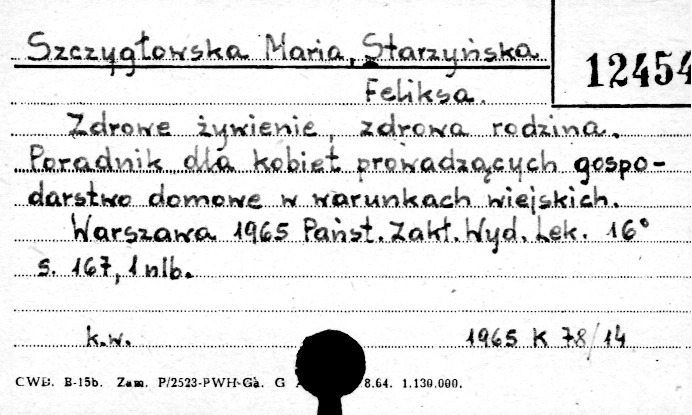 Szczygłowska Maria, Starzyńska
12454
Feliksa.
Zdrowe żywienie, zdrowa rodzina.
Poradnik dla kobiet prowadzących gospo-
darstwo domowe w warunkach wiejskich.
Warszawa 1965 Państ. Zakł. Wyd. Lek. 16°
s. 167, 1 nlb.
k.w. 1965 K 78/14
CWB. B-15b. Zam. P/2523-PWH-Ga. G 8.64. 1.130.000.